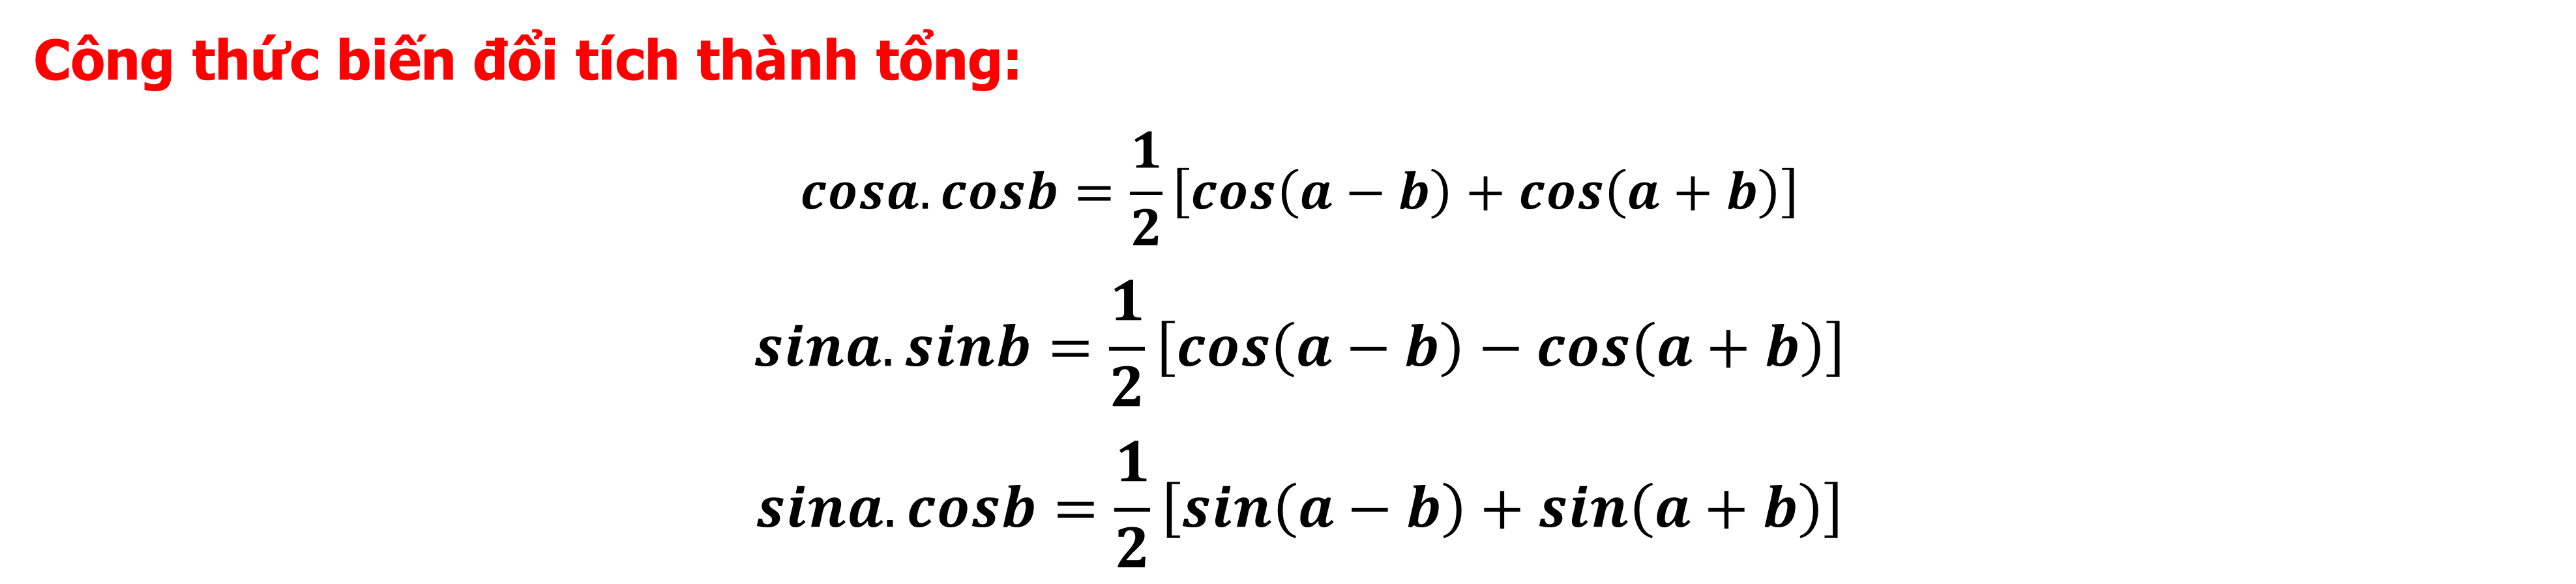 Công thức biến đổi tích thành tổng:
cosa.cosb = 1/2 [cos(a − b) + cos(a + b)]
sina.sinb = 1/2 [cos(a − b) − cos(a + b)]
sina.cosb = 1/2 [sin(a − b) + sin(a + b)]